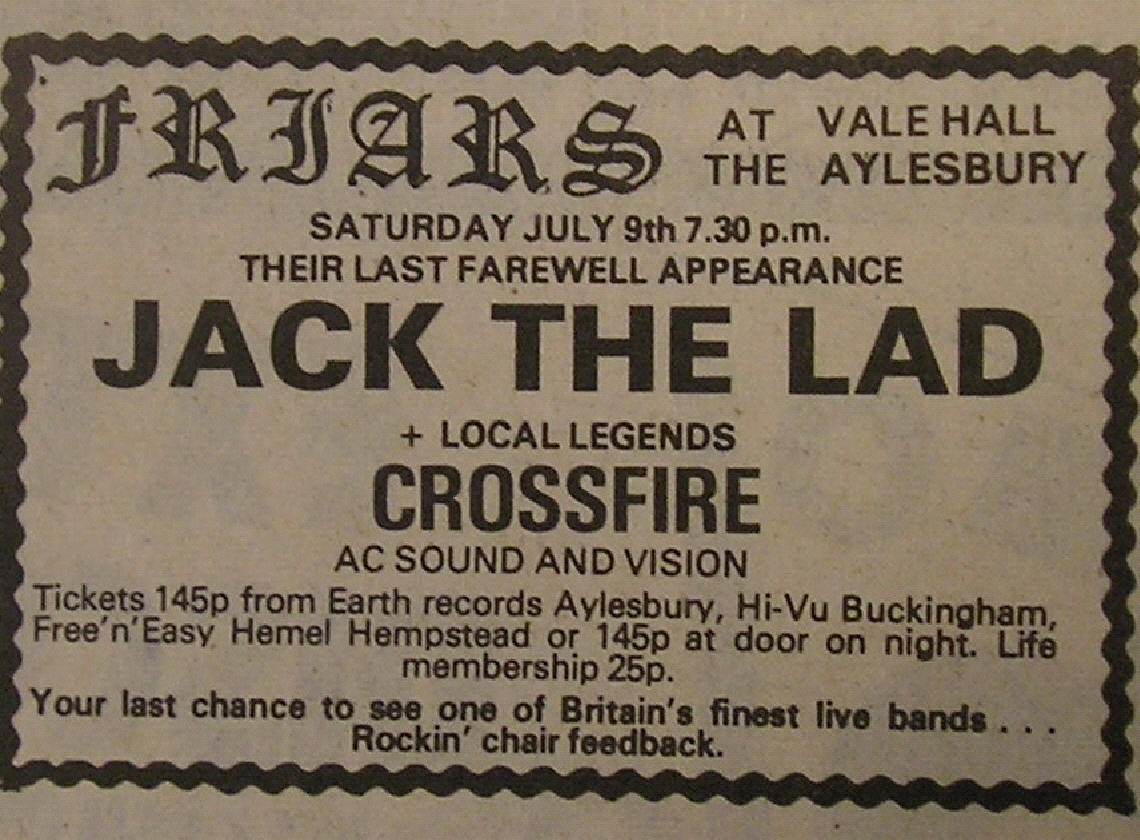 FRIARS AT THE VALE HALL AYLESBURY
SATURDAY JULY 9th 7.30 p.m.
THEIR LAST FAREWELL APPEARANCE
JACK THE LAD
+ LOCAL LEGENDS
CROSSFIRE
AC SOUND AND VISION
Tickets 145p from Earth records Aylesbury, Hi-Vu Buckingham,
Free'n'Easy Hemel Hempstead or 145p at door on night. Life
membership 25p.
Your last chance to see one of Britain's finest live bands . . .
Rockin' chair feedback.